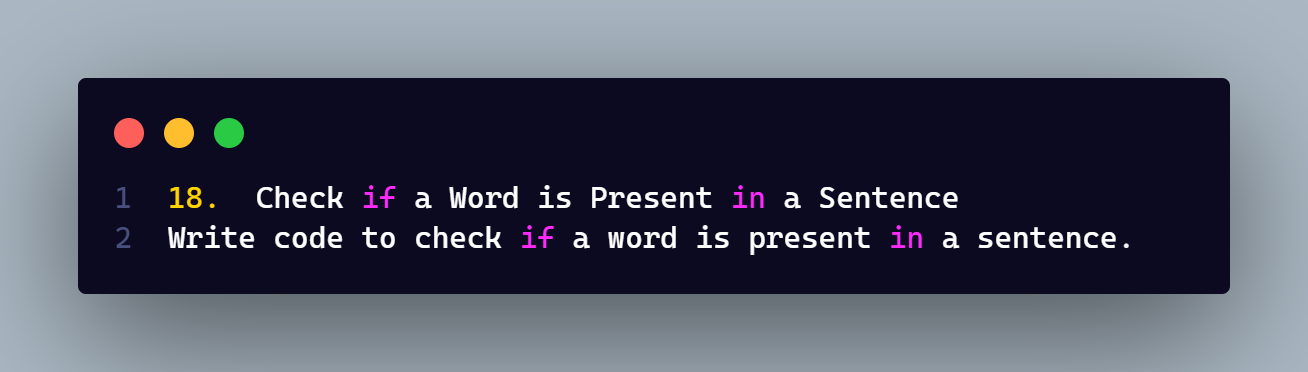 1 18.  Check if a Word is Present in a Sentence
2 Write code to check if a word is present in a sentence.